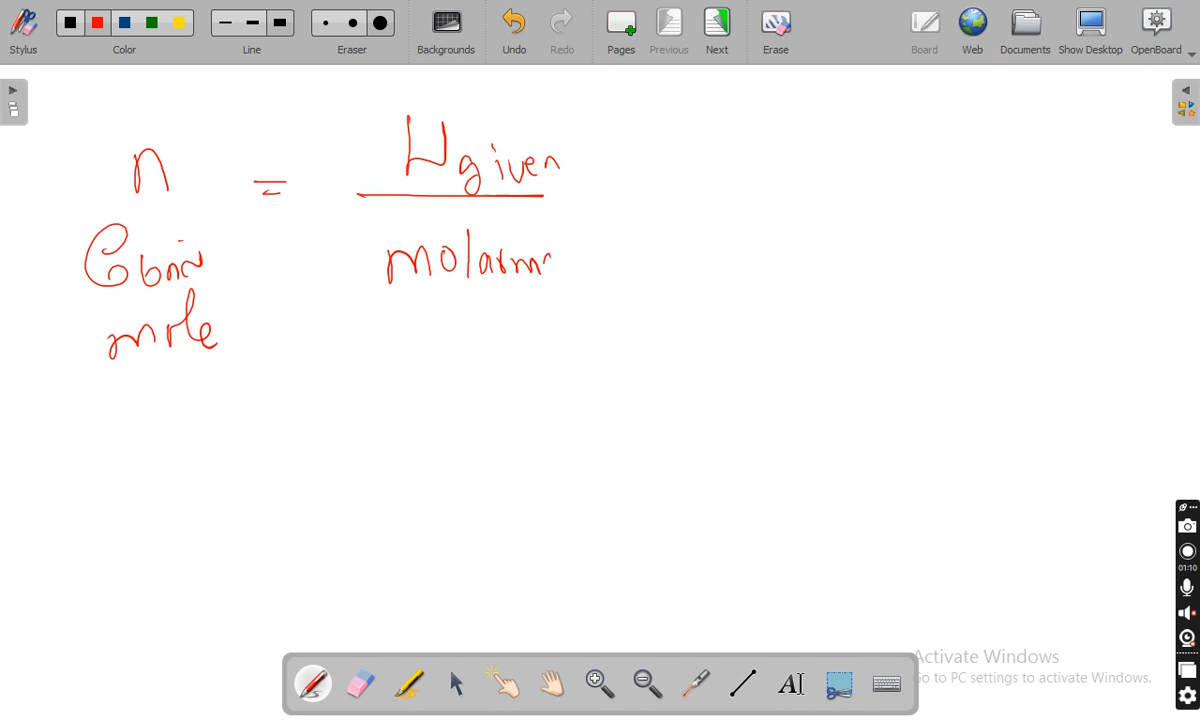 Stylus Color Line Eraser Backgrounds Undo Redo Pages Previous Next Erase Board Web Documents Show Desktop OpenBoard
n = Wgiven
molarm
mole
01:10
Activate Windows
Go to PC settings to activate Windows.